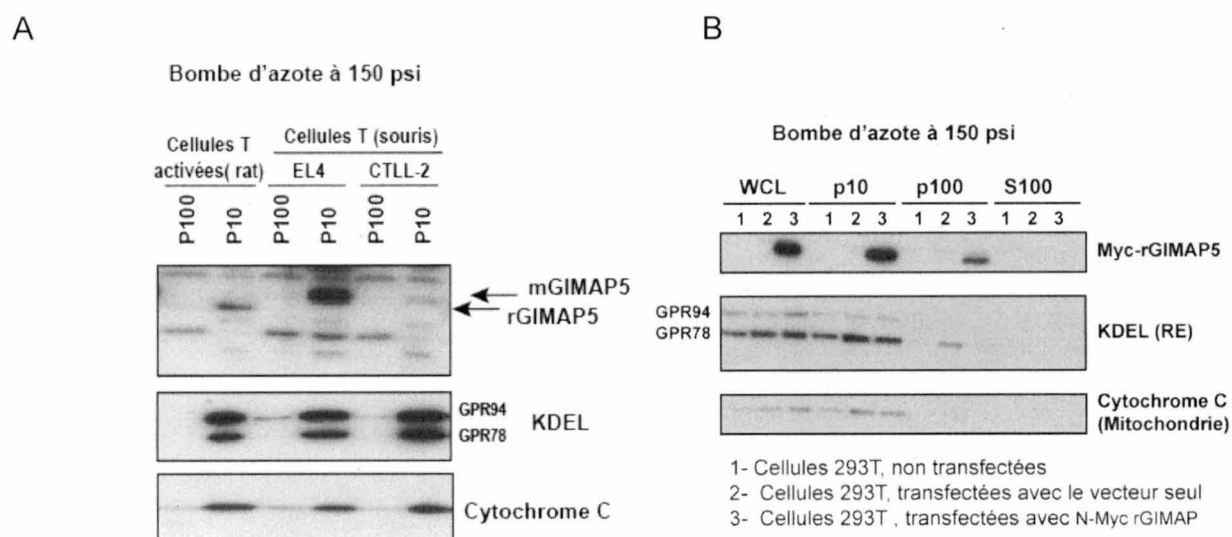 A
Bombe d'azote à 150 psi
Cellules T
activées( rat)
Cellules T (souris)
EL4
CTLL-2
P100
P10
P100
P10
P100
P10
mGIMAP5
rGIMAP5
GPR94
GPR78
KDEL
Cytochrome C
B
Bombe d'azote à 150 psi
WCL p10 p100 S100
1 2 3 1 2 3 1 2 3 1 2 3
Myc-rGIMAP5
GPR94
GPR78
KDEL (RE)
Cytochrome C
(Mitochondrie)
1- Cellules 293T, non transfectées
2- Cellules 293T, transfectées avec le vecteur seul
3- Cellules 293T , transfectées avec N-Myc rGIMAP